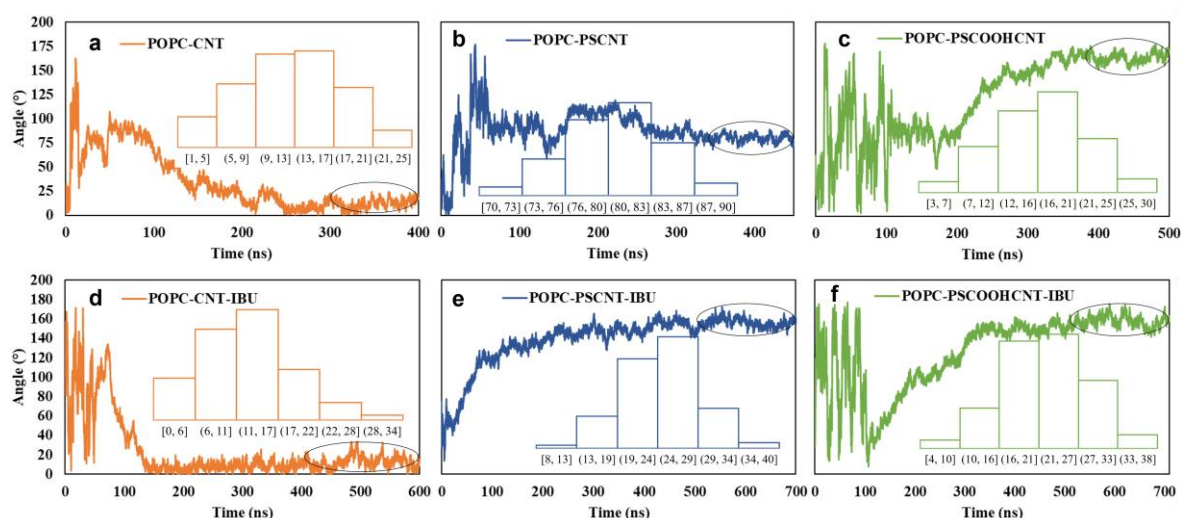 a POPC-CNT
200
175
150
125
100
75
50
25
0
Angle (°)
[1, 5] (5, 9] (9, 13] (13, 17] (17, 21] (21, 25]
0 100 200 300 400
Time (ns)
b POPC-PSCNT
[70, 73] (73, 76] (76, 80] (80, 83] (83, 87] (87, 90]
0 100 200 300 400
Time (ns)
c POPC-PSCOOHCNT
[3, 7] (7, 12] (12, 16] (16, 21] (21, 25] (25, 30]
0 100 200 300 400 500
Time (ns)
d POPC-CNT-IBU
200
180
160
140
120
100
80
60
40
20
0
Angle (°)
[0, 6] (6, 11] (11, 17] (17, 22] (22, 28] (28, 34]
0 100 200 300 400 500 600
Time (ns)
e POPC-PSCNT-IBU
[8, 13] (13, 19] (19, 24] (24, 29] (29, 34] (34, 40]
0 100 200 300 400 500 600 700
Time (ns)
f POPC-PSCOOHCNT-IBU
[4, 10] (10, 16] (16, 21] (21, 27] (27, 33] (33, 38]
0 100 200 300 400 500 600 700
Time (ns)